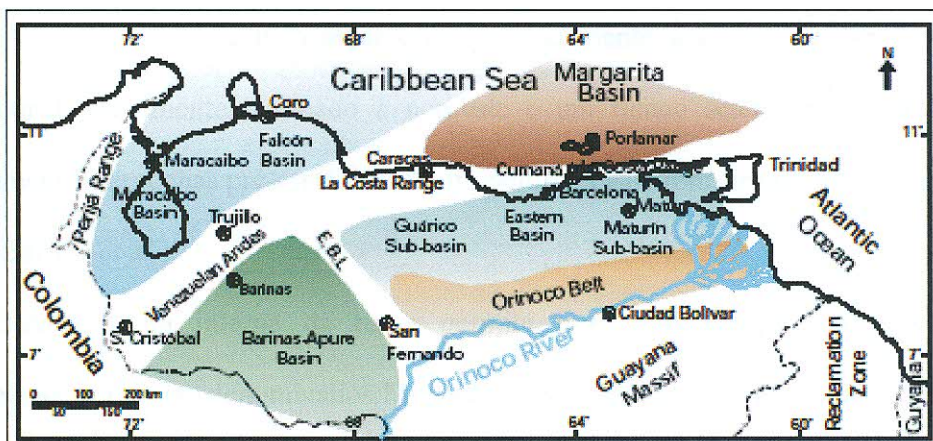 72°
68°
64°
60°
N
Caribbean Sea
Margarita
Basin
11°
11°
Coro
Falcón
Basin
Porlamar
Perijá Range
Maracaibo
Maracaibo
Basin
Caracas
La Costa Range
Cumaná
Barcelona
Trinidad
Trujillo
Guárico
Sub-basin
Eastern
Basin
Maturín
Sub-basin
Atlantic
Ocean
Venezuelan Andes
E.B.L.
Barinas
Orinoco Belt
Colombia
S. Cristóbal
Barinas-Apure
Basin
San
Fernando
Orinoco River
Ciudad Bolívar
Guayana
Massif
Reclamation
Zone
Guyana
7°
7°
0 100 200 km
50 150
72°
68°
64°
60°